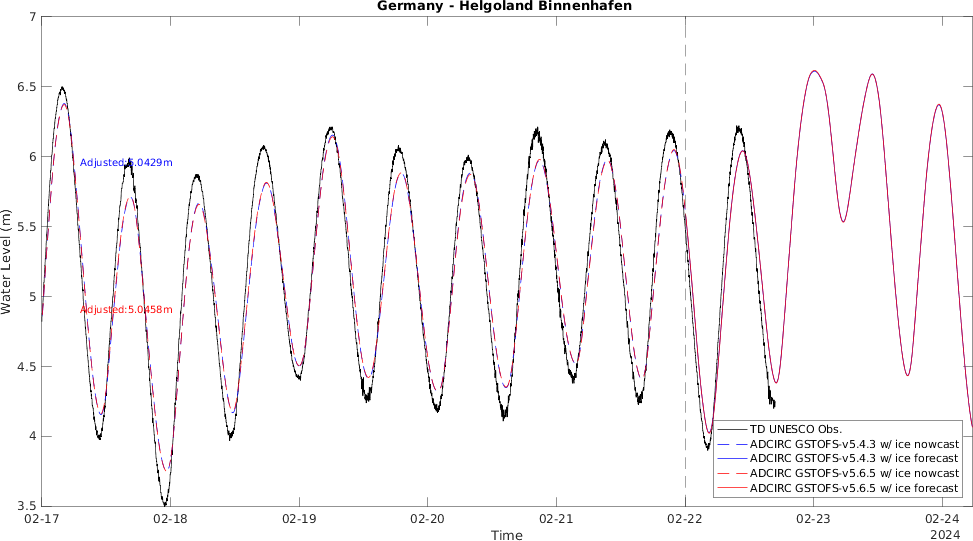 Germany - Helgoland Binnenhafen
7
6.5
6
5.5
5
4.5
4
3.5
Water Level (m)
Adjusted:5.0429m
Adjusted:5.0458m
TD UNESCO Obs.
ADCIRC GSTOFS-v5.4.3 w/ ice nowcast
ADCIRC GSTOFS-v5.4.3 w/ ice forecast
ADCIRC GSTOFS-v5.6.5 w/ ice nowcast
ADCIRC GSTOFS-v5.6.5 w/ ice forecast
02-17 02-18 02-19 02-20 02-21 02-22 02-23 02-24
Time
2024